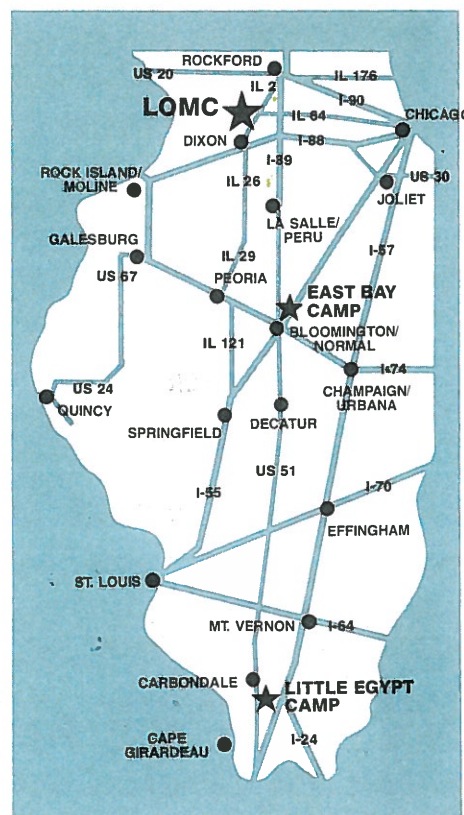 ROCKFORD
US 20
IL 176
IL 2
I-90
LOMC
IL 64
CHICAGO
DIXON
I-88
I-39
ROCK ISLAND/
MOLINE
IL 26
US 30
JOLIET
LA SALLE/
PERU
GALESBURG
I-57
IL 29
US 67
PEORIA
EAST BAY
CAMP
BLOOMINGTON/
NORMAL
IL 121
I-74
US 24
CHAMPAIGN/
URBANA
QUINCY
SPRINGFIELD
DECATUR
US 51
I-55
I-70
EFFINGHAM
ST. LOUIS
MT. VERNON
I-64
CARBONDALE
LITTLE EGYPT
CAMP
CAPE
GIRARDEAU
I-24